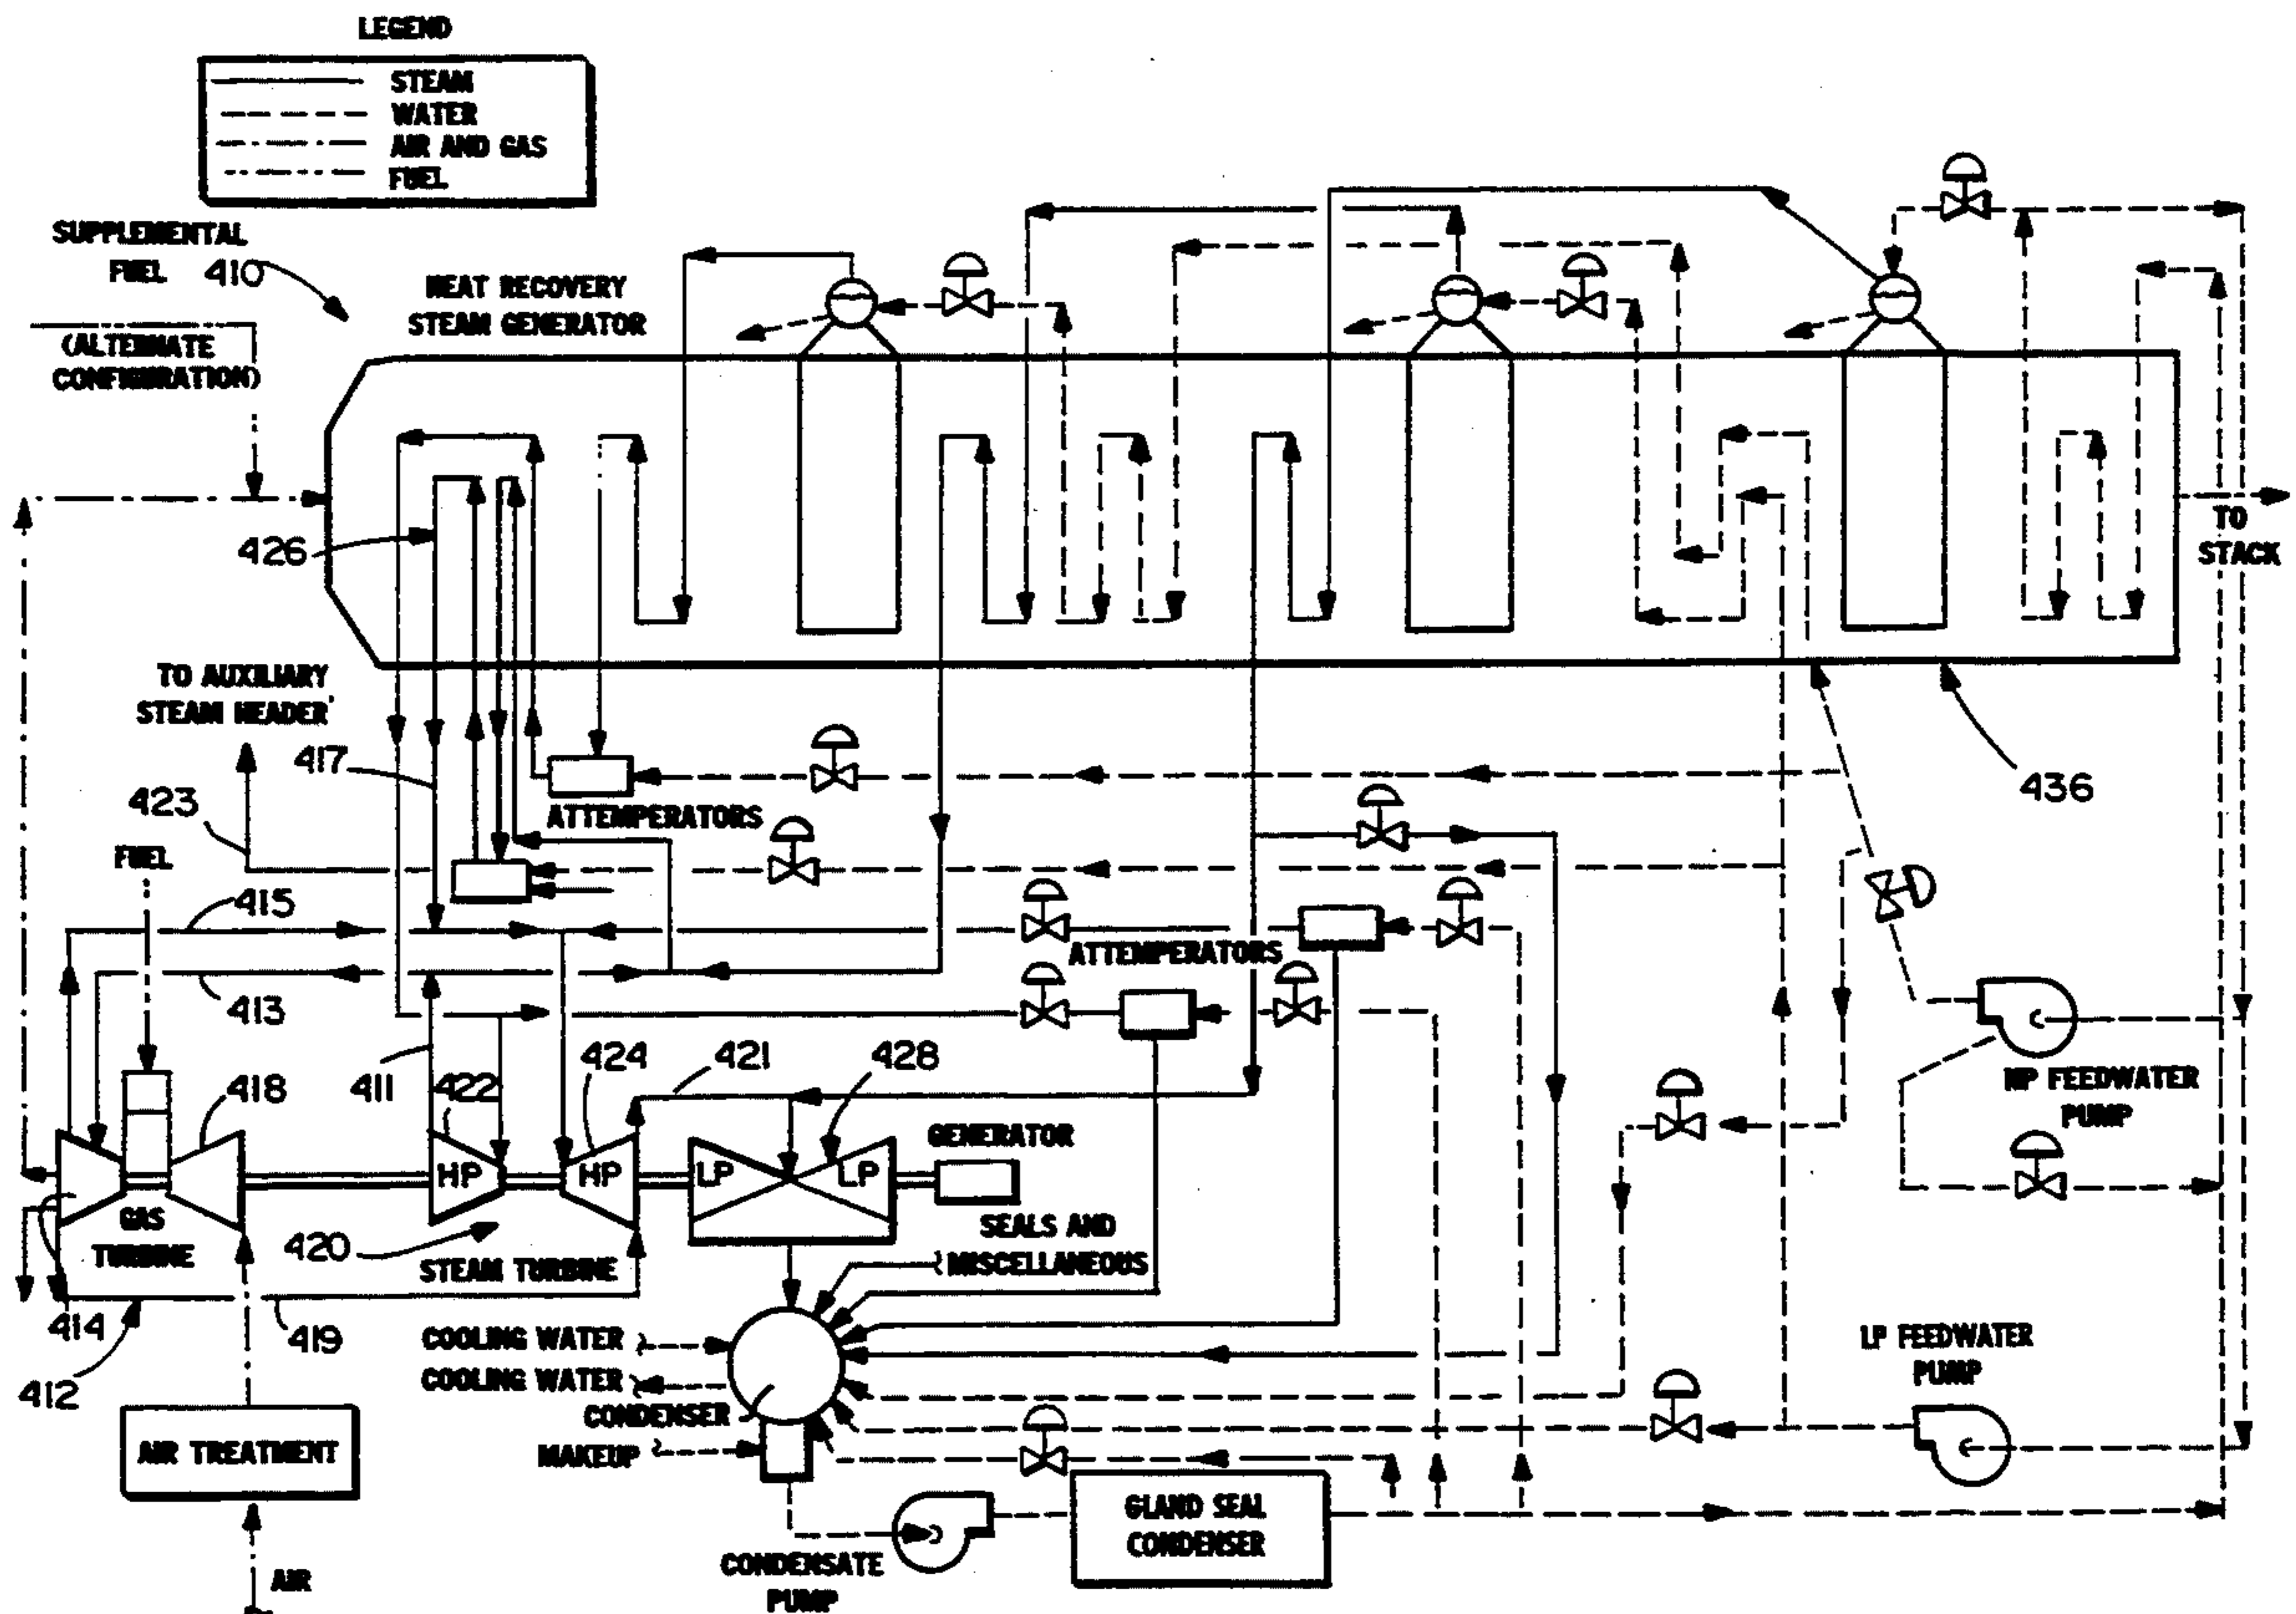 LEGEND
STEAM
WATER
AIR AND GAS
FUEL
SUPPLEMENTAL
FUEL
410
(ALTERNATE
CONFIGURATION)
HEAT RECOVERY
STEAM GENERATOR
426
TO
STACK
TO AUXILIARY
STEAM HEADER
417
423
ATTEMPERATORS
436
FUEL
415
ATTEMPERATORS
413
411
422
424
421
428
418
HP FEEDWATER
PUMP
GENERATOR
HP
HP
LP
LP
GAS
TURBINE
420
STEAM TURBINE
SEALS AND
MISCELLANEOUS
414
419
412
COOLING WATER
COOLING WATER
CONDENSER
MAKEUP
LP FEEDWATER
PUMP
AIR TREATMENT
GLAND SEAL
CONDENSER
CONDENSATE
PUMP
AIR